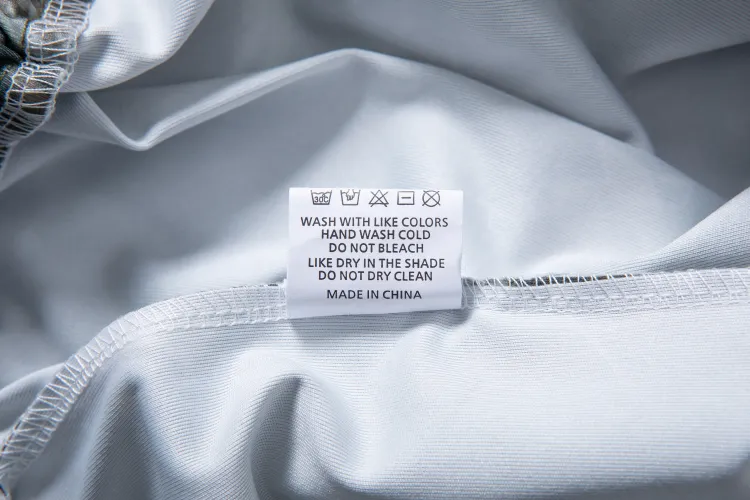 30C
WASH WITH LIKE COLORS
HAND WASH COLD
DO NOT BLEACH
LIKE DRY IN THE SHADE
DO NOT DRY CLEAN
MADE IN CHINA